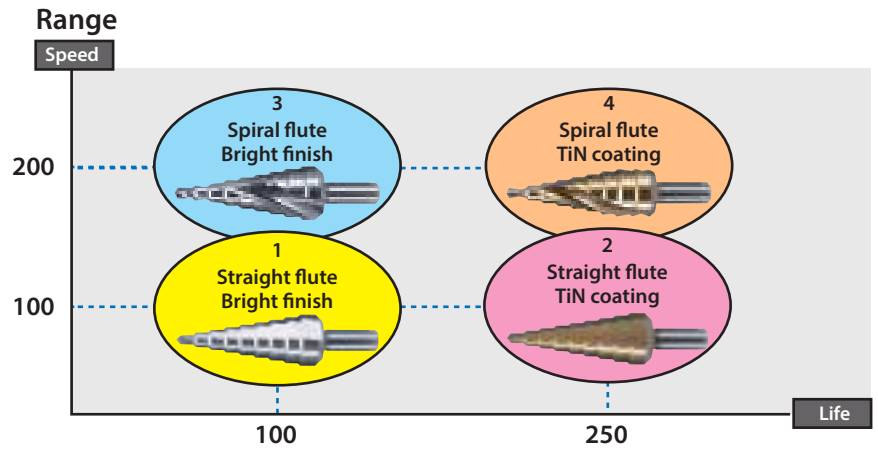 Range
Speed
3
Spiral flute
Bright finish
4
Spiral flute
TiN coating
200
1
Straight flute
Bright finish
2
Straight flute
TiN coating
100
Life
100
250